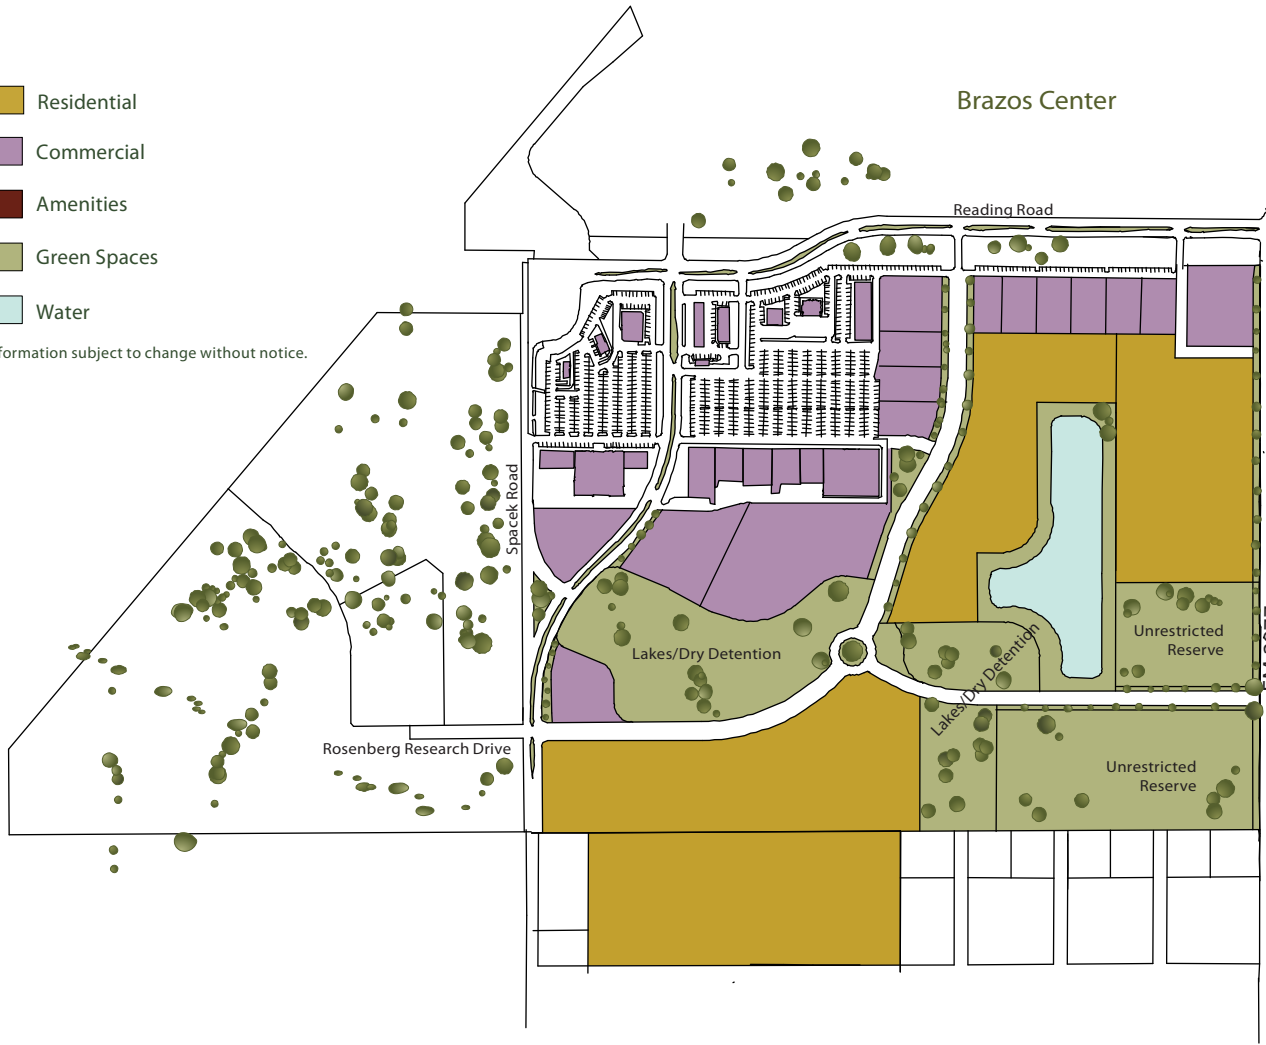 Residential
Commercial
Amenities
Green Spaces
Water
formation subject to change without notice.
Brazos Center
Reading Road
Spacek Road
Lakes/Dry Detention
Lakes/Dry Detention
Unrestricted
Reserve
Rosenberg Research Drive
Unrestricted
Reserve